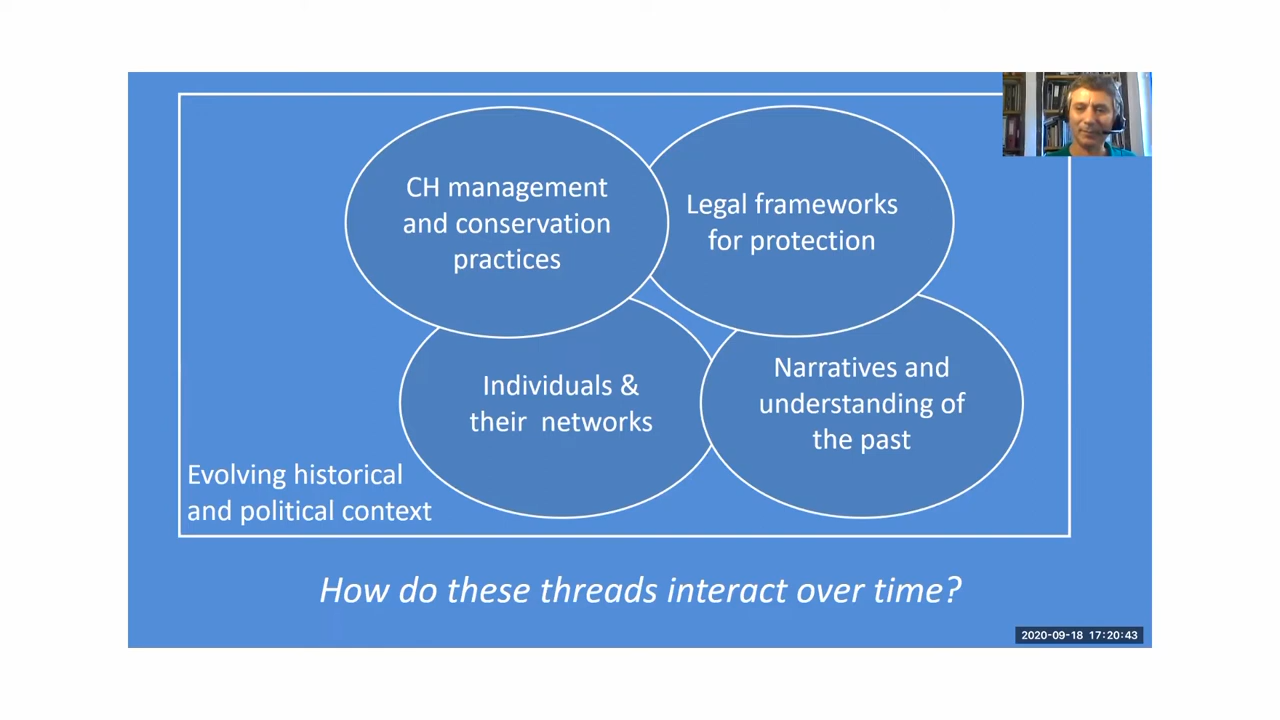 CH management
and conservation
practices
Legal frameworks
for protection
Individuals &
their networks
Narratives and
understanding of
the past
Evolving historical
and political context
How do these threads interact over time?
2020-09-18 17:20:43